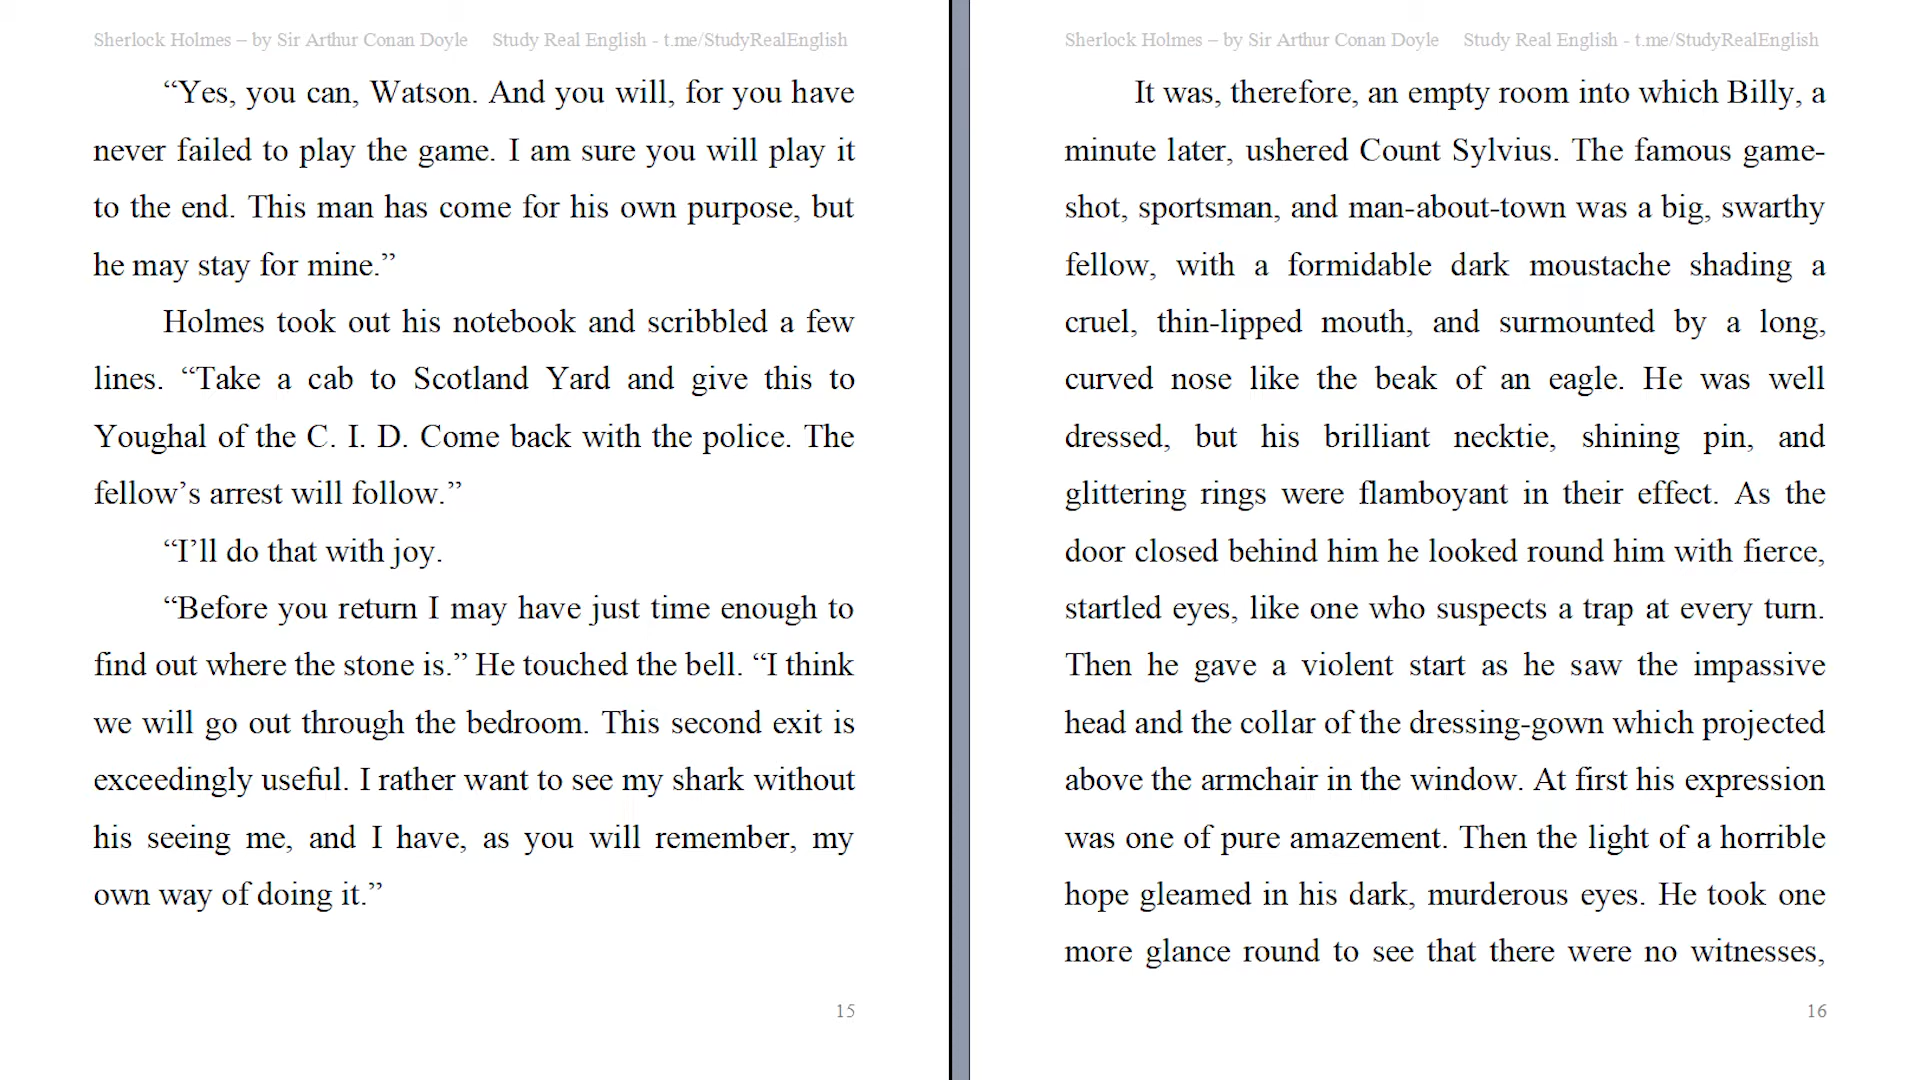 Sherlock Holmes – by Sir Arthur Conan Doyle Study Real English - t.me/StudyRealEnglish
“Yes, you can, Watson. And you will, for you have
never failed to play the game. I am sure you will play it
to the end. This man has come for his own purpose, but
he may stay for mine.”
Holmes took out his notebook and scribbled a few
lines. “Take a cab to Scotland Yard and give this to
Youghal of the C. I. D. Come back with the police. The
fellow’s arrest will follow.”
“I’ll do that with joy.
“Before you return I may have just time enough to
find out where the stone is.” He touched the bell. “I think
we will go out through the bedroom. This second exit is
exceedingly useful. I rather want to see my shark without
his seeing me, and I have, as you will remember, my
own way of doing it.”
15
Sherlock Holmes – by Sir Arthur Conan Doyle Study Real English - t.me/StudyRealEnglish
It was, therefore, an empty room into which Billy, a
minute later, ushered Count Sylvius. The famous game-
shot, sportsman, and man-about-town was a big, swarthy
fellow, with a formidable dark moustache shading a
cruel, thin-lipped mouth, and surmounted by a long,
curved nose like the beak of an eagle. He was well
dressed, but his brilliant necktie, shining pin, and
glittering rings were flamboyant in their effect. As the
door closed behind him he looked round him with fierce,
startled eyes, like one who suspects a trap at every turn.
Then he gave a violent start as he saw the impassive
head and the collar of the dressing-gown which projected
above the armchair in the window. At first his expression
was one of pure amazement. Then the light of a horrible
hope gleamed in his dark, murderous eyes. He took one
more glance round to see that there were no witnesses,
16